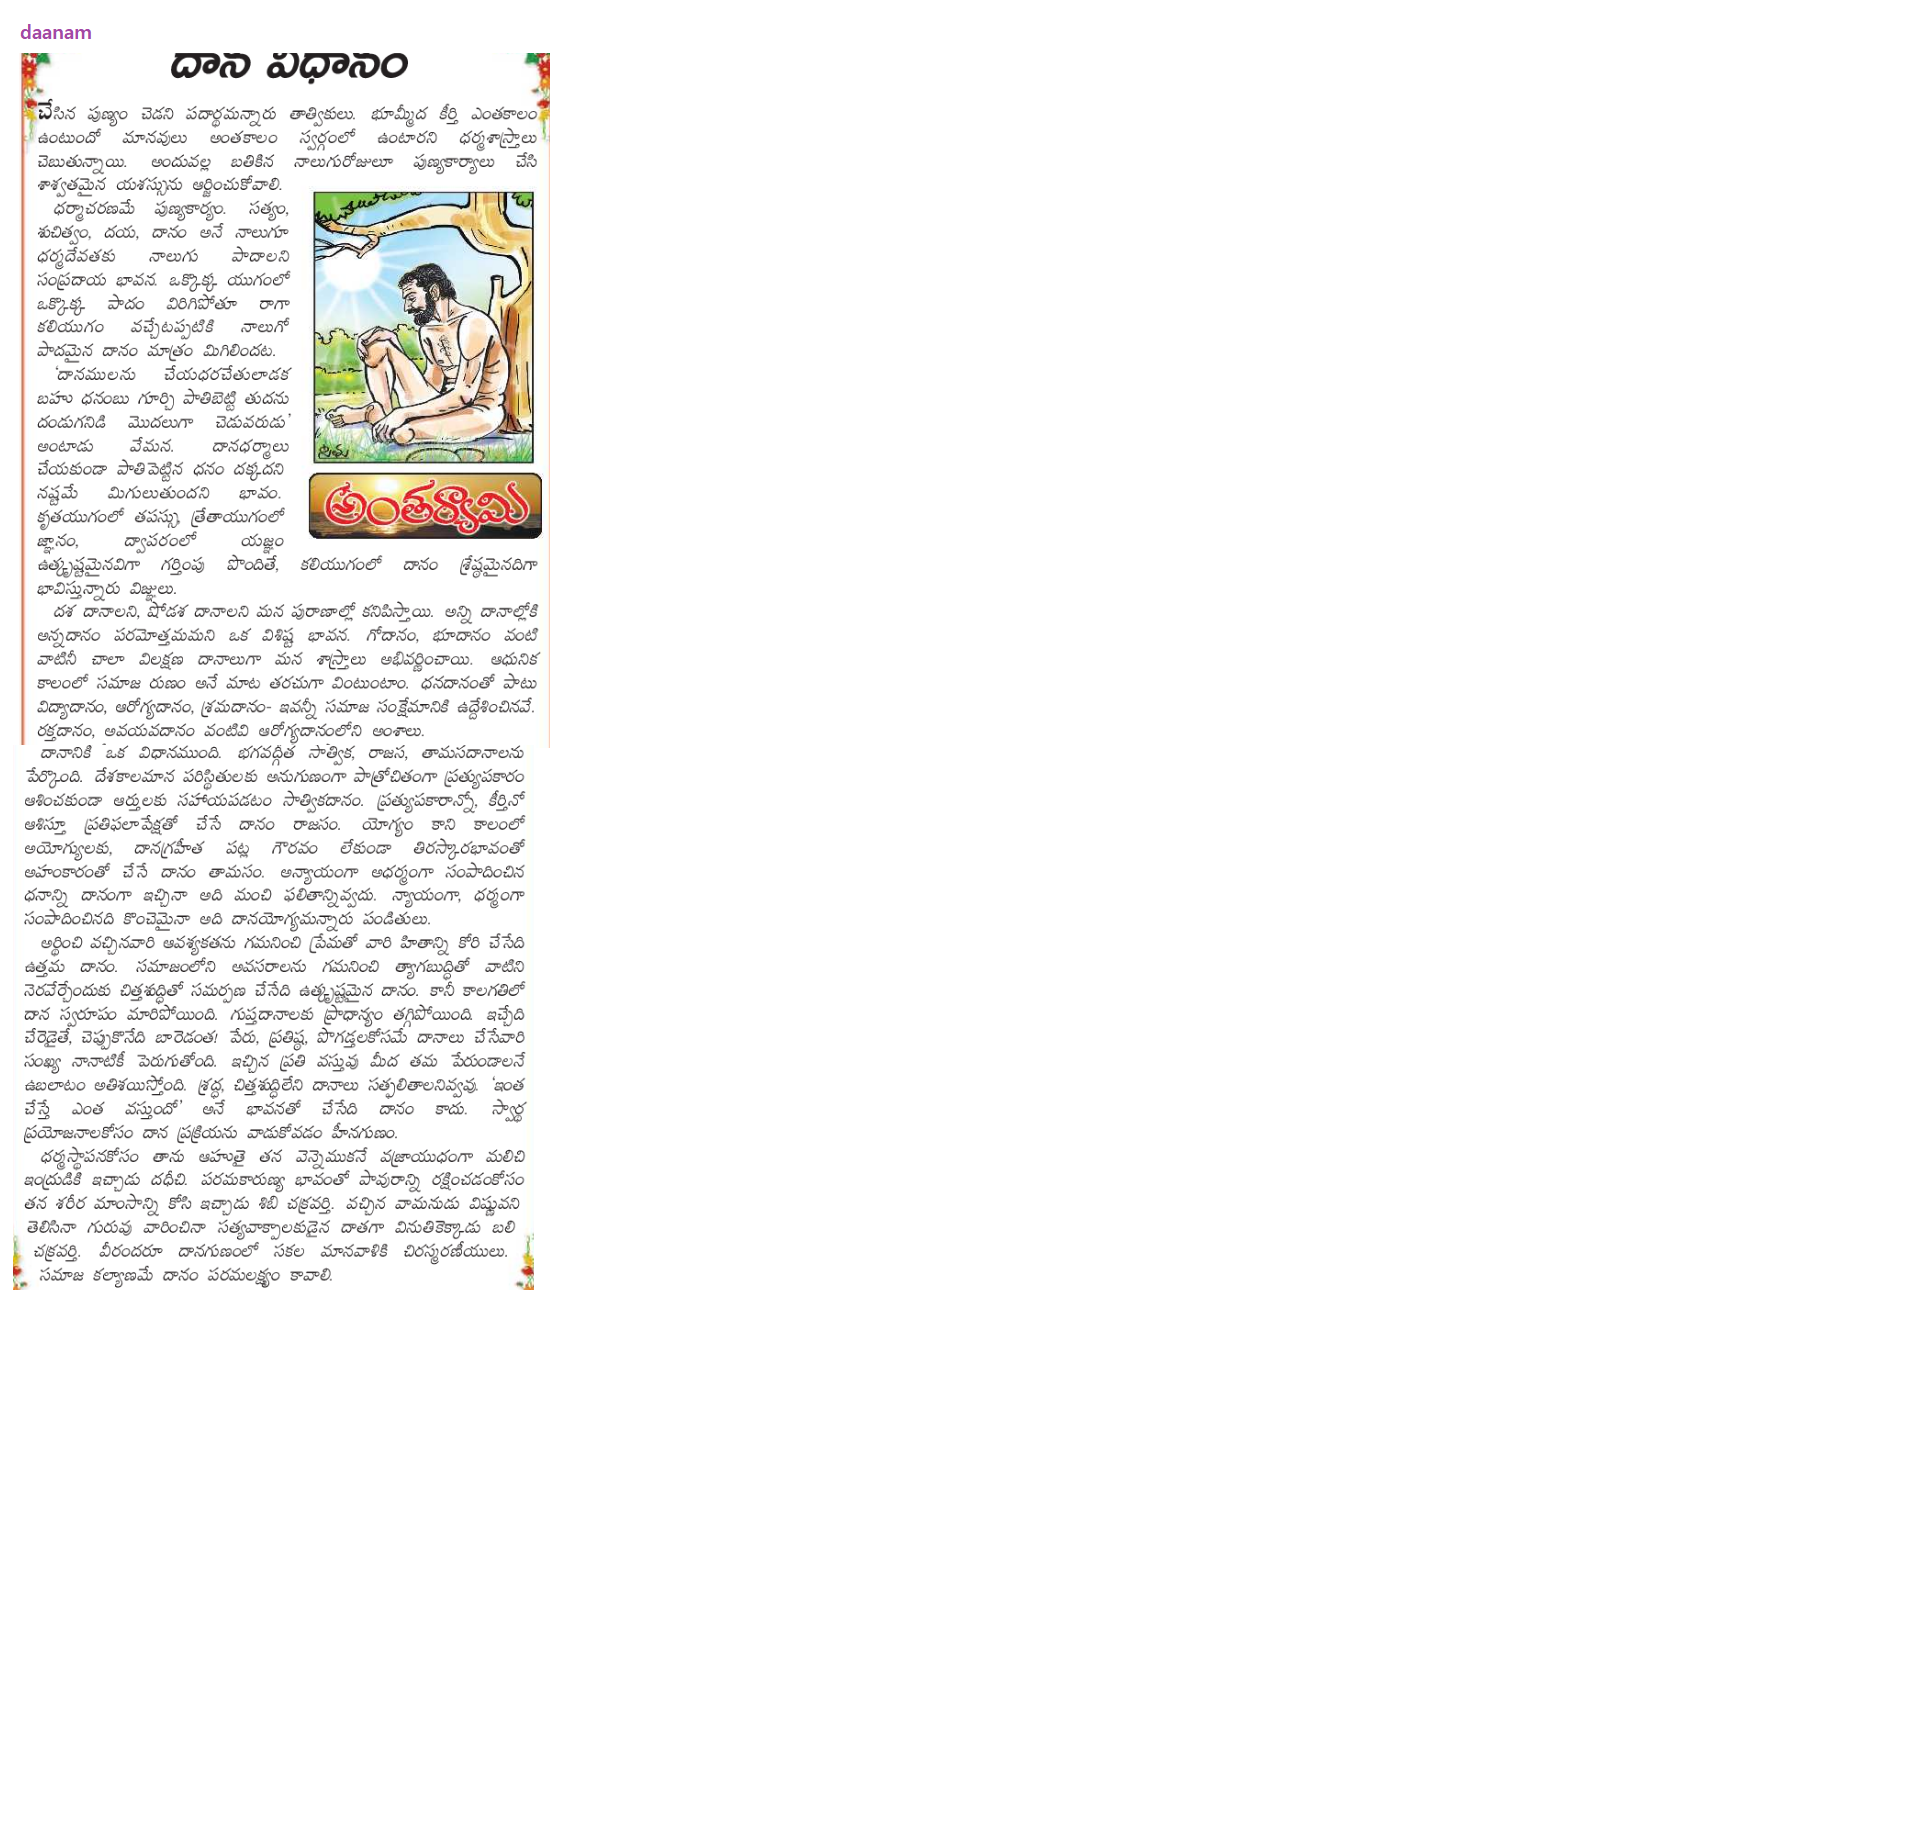 daanam
దాన విధానం
చేసిన పుణ్యం చెడని పదార్థమన్నారు తాత్వికులు. భూమ్మీద కీర్తి ఎంతకాలం
ఉంటుందో మానవులు అంతకాలం స్వర్గంలో ఉంటారని ధర్మశాస్త్రాలు
చెబుతున్నాయి. అందువల్ల బతికిన నాలుగురోజులూ పుణ్యకార్యాలు చేసి
శాశ్వతమైన యశస్సును ఆర్జించుకోవాలి.
ధర్మాచరణమే పుణ్యకార్యం. సత్యం,
శుచిత్వం, దయ, దానం అనే నాలుగూ
ధర్మదేవతకు నాలుగు పాదాలని
సంప్రదాయ భావన. ఒక్కొక్క యుగంలో
ఒక్కొక్క పాదం విరిగిపోతూ రాగా
కలియుగం వచ్చేటప్పటికి నాలుగో
పాదమైన దానం మాత్రం మిగిలిందట.
‘దానములను చేయధరచేతులాడక
బహు ధనంబు గూర్చి పాతిబెట్టి తుదను
దండుగనిడి మొదలుగా చెడువరుడు’
అంటాడు వేమన. దానధర్మాలు
చేయకుండా పాతిపెట్టిన ధనం దక్కదని
నష్టమే మిగులుతుందని భావం.
కృతయుగంలో తపస్సు, త్రేతాయుగంలో
జ్ఞానం, ద్వాపరంలో యజ్ఞం
ఉత్కృష్టమైనవిగా గర్తింపు పొందితే, కలియుగంలో దానం శ్రేష్ఠమైనదిగా
భావిస్తున్నారు విజ్ఞులు.
అంతర్యామి
దశ దానాలని, షోడశ దానాలని మన పురాణాల్లో కనిపిస్తాయి. అన్ని దానాల్లోకి
అన్నదానం పరమోత్తమమని ఒక విశిష్ట భావన. గోదానం, భూదానం వంటి
వాటినీ చాలా విలక్షణ దానాలుగా మన శాస్త్రాలు అభివర్ణించాయి. ఆధునిక
కాలంలో సమాజ రుణం అనే మాట తరచుగా వింటుంటాం. ధనదానంతో పాటు
విద్యాదానం, ఆరోగ్యదానం, శ్రమదానం- ఇవన్నీ సమాజ సంక్షేమానికి ఉద్దేశించినవే.
రక్తదానం, అవయవదానం వంటివి ఆరోగ్యదానంలోని అంశాలు.
దానానికి ఒక విధానముంది. భగవద్గీత సాత్విక, రాజస, తామసదానాలను
పేర్కొంది. దేశకాలమాన పరిస్థితులకు అనుగుణంగా పాత్రోచితంగా ప్రత్యుపకారం
ఆశించకుండా ఆర్తులకు సహాయపడటం సాత్వికదానం. ప్రత్యుపకారాన్నో, కీర్తినో
ఆశిస్తూ ప్రతిఫలాపేక్షతో చేసే దానం రాజసం. యోగ్యం కాని కాలంలో
అయోగ్యులకు, దానగ్రహీత పట్ల గౌరవం లేకుండా తిరస్కారభావంతో
అహంకారంతో చేసే దానం తామసం. అన్యాయంగా అధర్మంగా సంపాదించిన
ధనాన్ని దానంగా ఇచ్చినా అది మంచి ఫలితాన్నివ్వదు. న్యాయంగా, ధర్మంగా
సంపాదించినది కొంచెమైనా అది దానయోగ్యమన్నారు పండితులు.
అర్థించి వచ్చినవారి ఆవశ్యకతను గమనించి ప్రేమతో వారి హితాన్ని కోరి చేసేది
ఉత్తమ దానం. సమాజంలోని అవసరాలను గమనించి త్యాగబుద్ధితో వాటిని
నెరవేర్చేందుకు చిత్తశుద్ధితో సమర్పణ చేసేది ఉత్కృష్టమైన దానం. కానీ కాలగతిలో
దాన స్వరూపం మారిపోయింది. గుప్తదానాలకు ప్రాధాన్యం తగ్గిపోయింది. ఇచ్చేది
చేరెడైతే, చెప్పుకొనేది బారెడంత! పేరు, ప్రతిష్ఠ, పొగడ్తలకోసమే దానాలు చేసేవారి
సంఖ్య నానాటికీ పెరుగుతోంది. ఇచ్చిన ప్రతి వస్తువు మీద తమ పేరుండాలనే
ఉబలాటం అతిశయిస్తోంది. శ్రద్ధ, చిత్తశుద్ధిలేని దానాలు సత్ఫలితాలనివ్వవు. ‘ఇంత
చేస్తే ఎంత వస్తుందో’ అనే భావనతో చేసేది దానం కాదు. స్వార్థ
ప్రయోజనాలకోసం దాన ప్రక్రియను వాడుకోవడం హీనగుణం.
ధర్మస్థాపనకోసం తాను ఆహుతై తన వెన్నెముకనే వజ్రాయుధంగా మలిచి
ఇంద్రుడికి ఇచ్చాడు దధీచి. పరమకారుణ్య భావంతో పావురాన్ని రక్షించడంకోసం
తన శరీర మాంసాన్ని కోసి ఇచ్చాడు శిబి చక్రవర్తి. వచ్చిన వామనుడు విష్ణువని
తెలిసినా గురువు వారించినా సత్యవాక్పాలకుడైన దాతగా వినుతికెక్కాడు బలి
చక్రవర్తి. వీరందరూ దానగుణంలో సకల మానవాళికి చిరస్మరణీయులు.
సమాజ కల్యాణమే దానం పరమలక్ష్యం కావాలి.